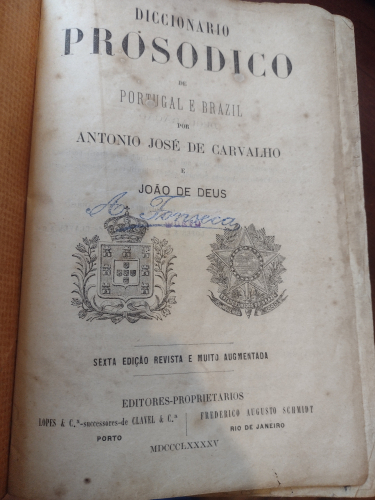 DICCIONARIO
PROSODICO
DE
PORTUGAL E BRAZIL
POR
ANTONIO JOSÉ DE CARVALHO
E
JOÃO DE DEUS
A. Fonseca
SEXTA EDIÇÃO REVISTA E MUITO AUGMENTADA
EDITORES-PROPRIETARIOS
LOPES & C.ª-successores-de CLAVEL & C.ª
PORTO
FREDERICO AUGUSTO SCHMIDT
RIO DE JANEIRO
MDCCCLXXXXV